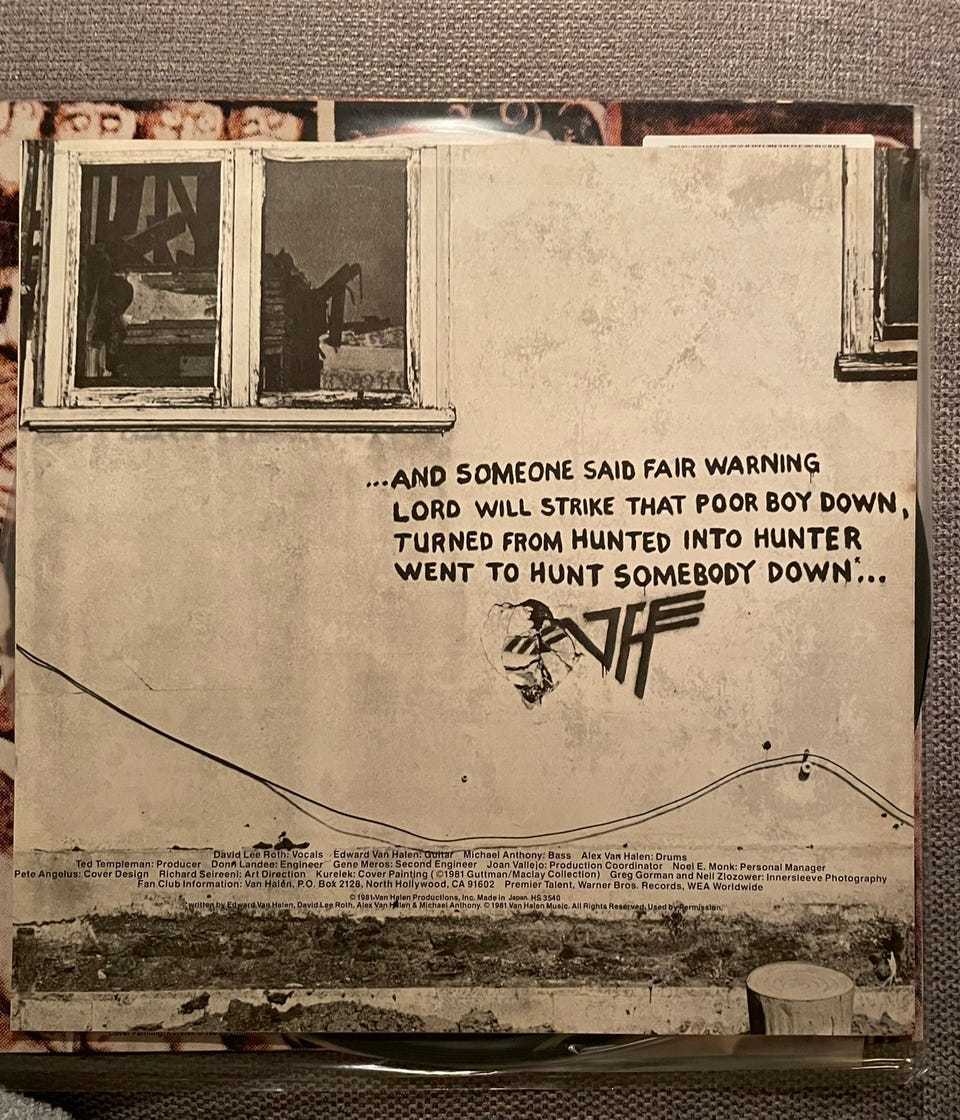 ...AND SOMEONE SAID FAIR WARNING
LORD WILL STRIKE THAT POOR BOY DOWN,
TURNED FROM HUNTED INTO HUNTER
WENT TO HUNT SOMEBODY DOWN*...
VH
David Lee Roth: Vocals Edward Van Halen: Guitar Michael Anthony: Bass Alex Van Halen: Drums
Ted Templeman: Producer Donn Landee: Engineer Gene Meros: Second Engineer Joan Vallejo: Production Coordinator Noel E. Monk: Personal Manager
Pete Angelus: Cover Design Richard Seireeni: Art Direction Kurelek: Cover Painting (©1981 Guttman/Maclay Collection) Greg Gorman and Neil Zlozower: Innersleeve Photography
Fan Club Information: Van Halen, P.O. Box 2128, North Hollywood, CA 91602 Premier Talent, Warner Bros. Records, WEA Worldwide
©1981 Van Halen Productions, Inc. Made in Japan. HS 3540
*written by Edward Van Halen, David Lee Roth, Alex Van Halen & Michael Anthony. © 1981 Van Halen Music. All Rights Reserved. Used by Permission.